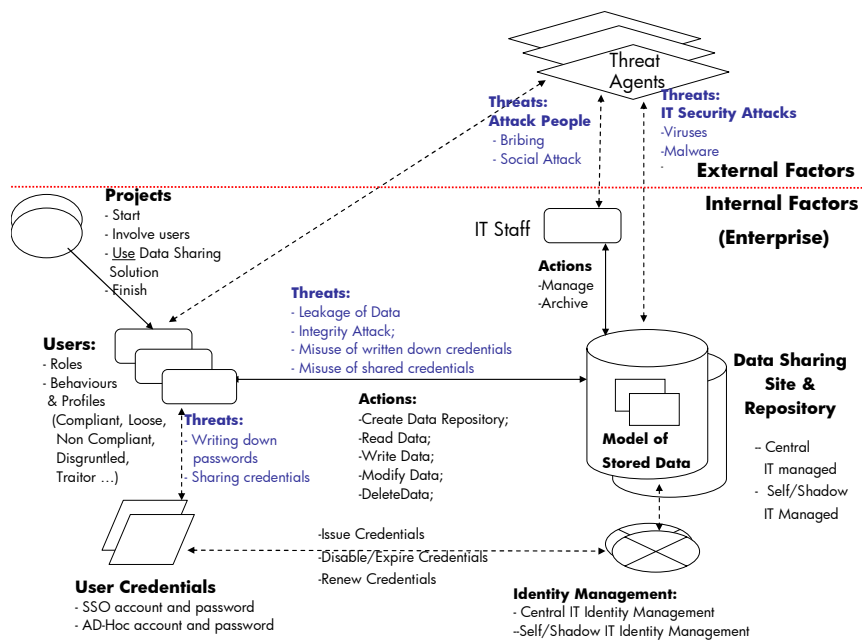 Threat
Agents
Threats:
Attack People
- Bribing
- Social Attack
Threats:
IT Security Attacks
-Viruses
-Malware
-
External Factors
Internal Factors
(Enterprise)
Projects
- Start
- Involve users
- Use Data Sharing
Solution
- Finish
IT Staff
Actions
-Manage
-Archive
Threats:
- Leakage of Data
- Integrity Attack;
- Misuse of written down credentials
- Misuse of shared credentials
Users:
- Roles
- Behaviours
& Profiles
(Compliant, Loose,
Non Compliant,
Disgruntled,
Traitor ...)
Threats:
- Writing down
passwords
- Sharing credentials
Actions:
-Create Data Repository;
-Read Data;
-Write Data;
-Modify Data;
-DeleteData;
Model of
Stored Data
Data Sharing
Site &
Repository
-- Central
IT managed
- Self/Shadow
IT Managed
-Issue Credentials
-Disable/Expire Credentials
-Renew Credentials
User Credentials
- SSO account and password
- AD-Hoc account and password
Identity Management:
- Central IT Identity Management
--Self/Shadow IT Identity Management